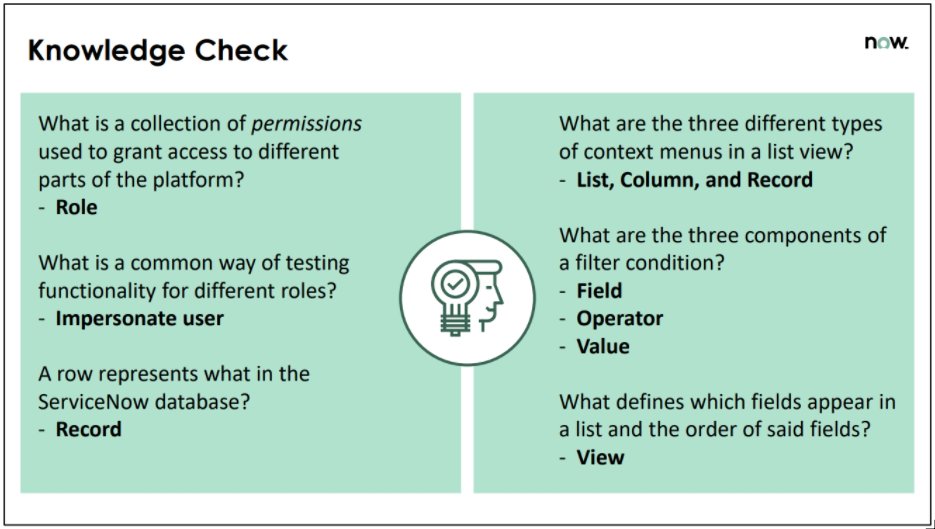 Knowledge Check
now.
What is a collection of permissions
used to grant access to different
parts of the platform?
- Role
What is a common way of testing
functionality for different roles?
- Impersonate user
A row represents what in the
ServiceNow database?
- Record
What are the three different types
of context menus in a list view?
- List, Column, and Record
What are the three components of
a filter condition?
- Field
- Operator
- Value
What defines which fields appear in
a list and the order of said fields?
- View